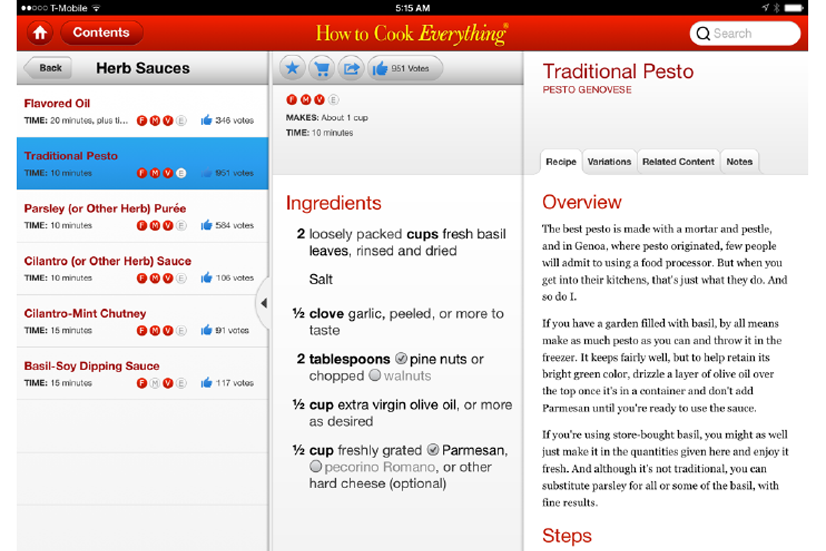 T-Mobile 5:15 AM
Contents How to Cook Everything® Search
Back Herb Sauces
Flavored Oil
TIME: 20 minutes, plus ti... F M V E 346 votes
Traditional Pesto
TIME: 10 minutes F M V E 951 votes
Parsley (or Other Herb) Purée
TIME: 10 minutes F M V E 584 votes
Cilantro (or Other Herb) Sauce
TIME: 10 minutes F M V E 106 votes
Cilantro-Mint Chutney
TIME: 15 minutes F M V E 91 votes
Basil-Soy Dipping Sauce
TIME: 15 minutes F M V E 117 votes
951 Votes
F M V E
MAKES: About 1 cup
TIME: 10 minutes
Ingredients
2 loosely packed cups fresh basil
leaves, rinsed and dried
Salt
½ clove garlic, peeled, or more to
taste
2 tablespoons pine nuts or
chopped walnuts
½ cup extra virgin olive oil, or more
as desired
½ cup freshly grated Parmesan,
pecorino Romano, or other
hard cheese (optional)
Traditional Pesto
PESTO GENOVESE
Recipe Variations Related Content Notes
Overview
The best pesto is made with a mortar and pestle,
and in Genoa, where pesto originated, few people
will admit to using a food processor. But when you
get into their kitchens, that's just what they do. And
so do I.
If you have a garden filled with basil, by all means
make as much pesto as you can and throw it in the
freezer. It keeps fairly well, but to help retain its
bright green color, drizzle a layer of olive oil over
the top once it's in a container and don't add
Parmesan until you're ready to use the sauce.
If you're using store-bought basil, you might as well
just make it in the quantities given here and enjoy it
fresh. And although it's not traditional, you can
substitute parsley for all or some of the basil, with
fine results.
Steps